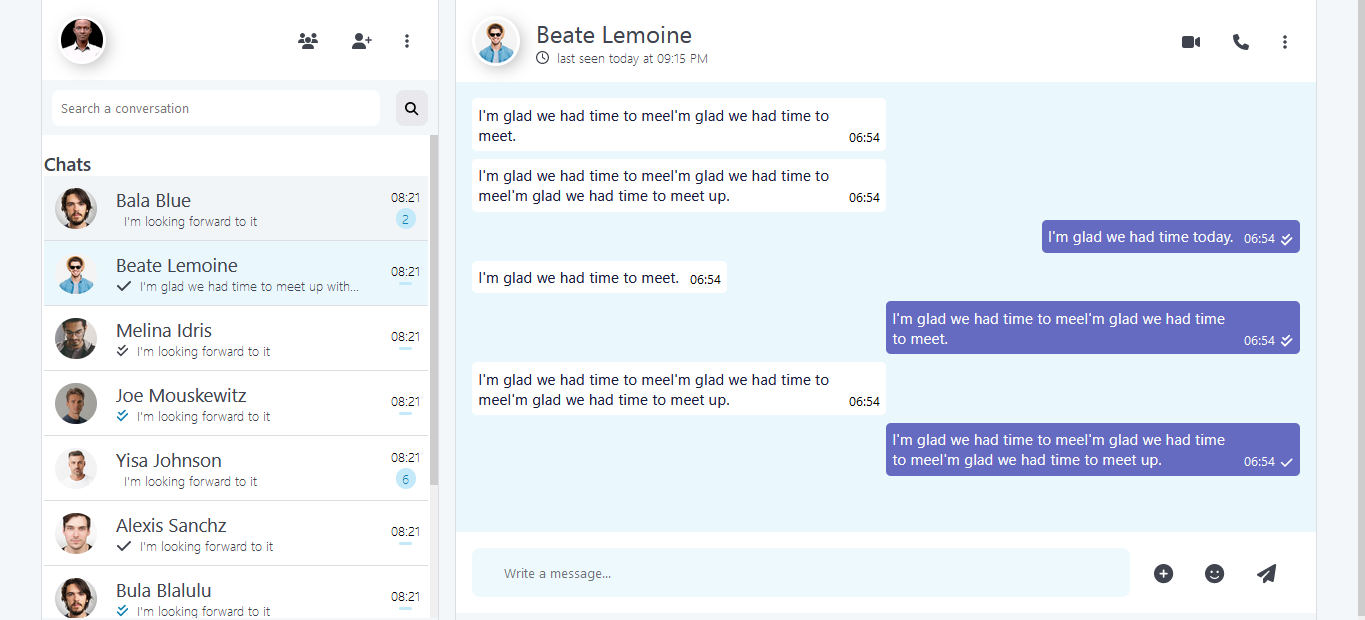 Search a conversation
Chats
Bala Blue
08:21
I'm looking forward to it
2
Beate Lemoine
08:21
I'm glad we had time to meet up with...
Melina Idris
08:21
I'm looking forward to it
Joe Mouskewitz
08:21
I'm looking forward to it
Yisa Johnson
08:21
I'm looking forward to it
6
Alexis Sanchz
08:21
I'm looking forward to it
Bula Blalulu
08:21
I'm looking forward to it
Beate Lemoine
last seen today at 09:15 PM
I'm glad we had time to meeI'm glad we had time to
meet.
06:54
I'm glad we had time to meeI'm glad we had time to
meeI'm glad we had time to meet up.
06:54
I'm glad we had time today. 06:54
I'm glad we had time to meet. 06:54
I'm glad we had time to meeI'm glad we had time
to meet.
06:54
I'm glad we had time to meeI'm glad we had time to
meeI'm glad we had time to meet up.
06:54
I'm glad we had time to meeI'm glad we had time
to meeI'm glad we had time to meet up.
06:54
Write a message...